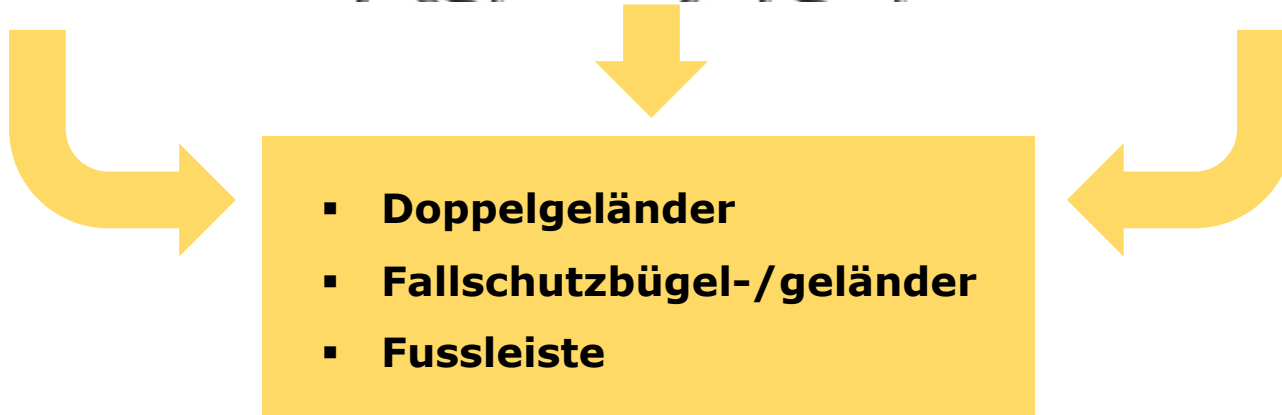 ▪ Doppelgeländer
▪ Fallschutzbügel-/geländer
▪ Fussleiste